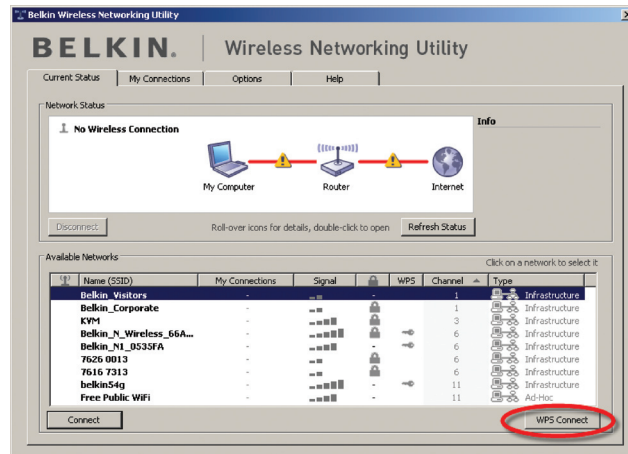 Belkin Wireless Networking Utility
BELKIN. Wireless Networking Utility
Current Status My Connections Options Help
Network Status
No Wireless Connection
Info
My Computer Router Internet
Disconnect Roll-over icons for details, double-click to open Refresh Status
Available Networks
Click on a network to select it
Name (SSID) My Connections Signal WPS Channel Type
Belkin_Visitors - - 1 Infrastructure
Belkin_Corporate - 1 Infrastructure
KVM - 3 Infrastructure
Belkin_N_Wireless_66A... - 6 Infrastructure
Belkin_N1_0535FA - - 6 Infrastructure
7626 0013 - 6 Infrastructure
7616 7313 - 6 Infrastructure
belkin54g - - 11 Infrastructure
Free Public WiFi - - 11 Ad-Hoc
Connect WPS Connect